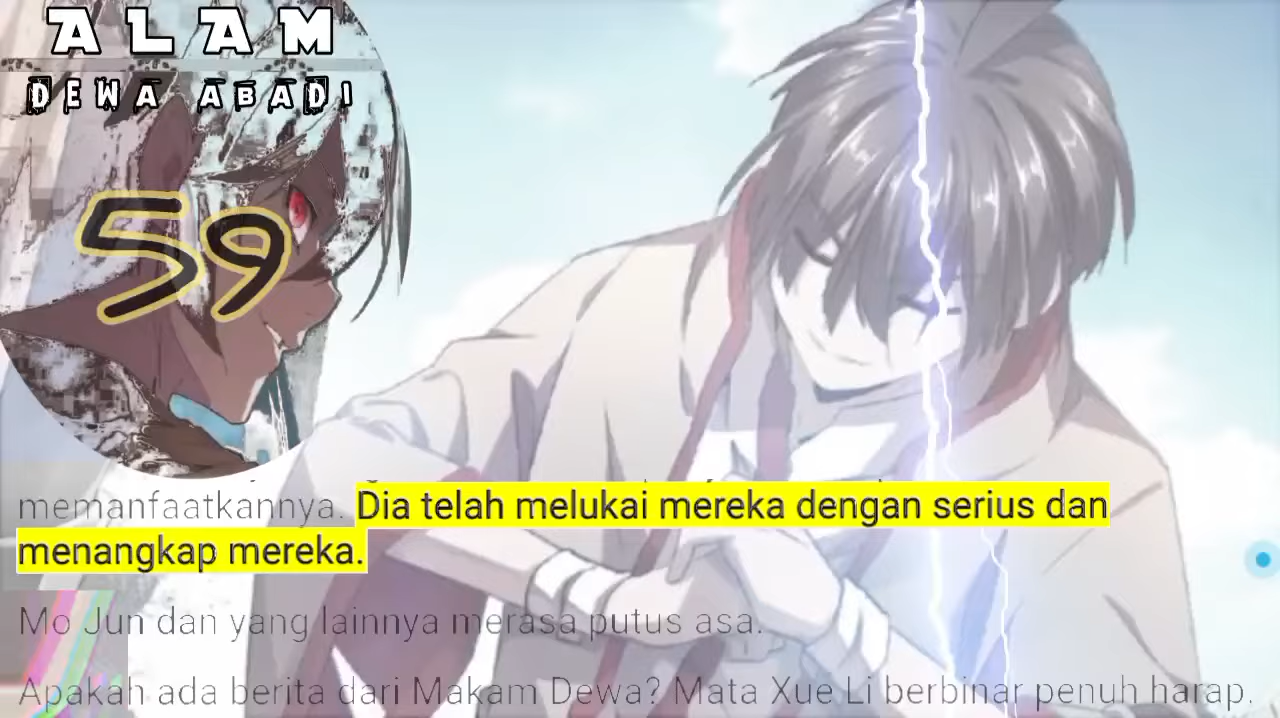 ALAM
DEWA ABADI
59
memanfaatkannya. Dia telah melukai mereka dengan serius dan
menangkap mereka.
Mo Jun dan yang lainnya merasa putus asa.
Apakah ada berita dari Makam Dewa? Mata Xue Li berbinar penuh harap.